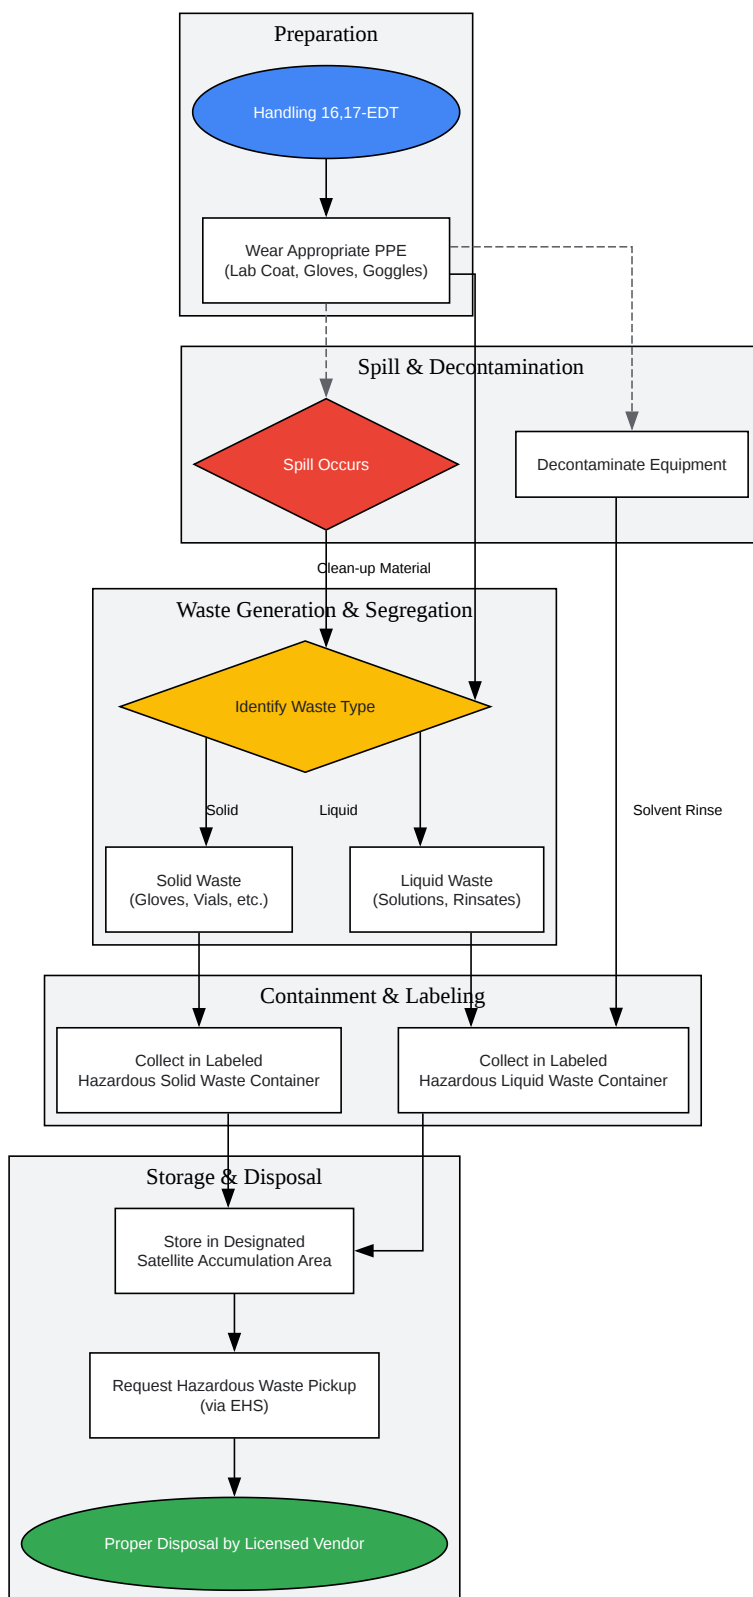 Preparation
Handling 16,17-EDT
Wear Appropriate PPE
(Lab Coat, Gloves, Goggles)
Spill & Decontamination
Spill Occurs
Decontaminate Equipment
Clean-up Material
Waste Generation & Segregation
Identify Waste Type
Solid
Liquid
Solvent Rinse
Solid Waste
(Gloves, Vials, etc.)
Liquid Waste
(Solutions, Rinsates)
Containment & Labeling
Collect in Labeled
Hazardous Solid Waste Container
Collect in Labeled
Hazardous Liquid Waste Container
Storage & Disposal
Store in Designated
Satellite Accumulation Area
Request Hazardous Waste Pickup
(via EHS)
Proper Disposal by Licensed Vendor